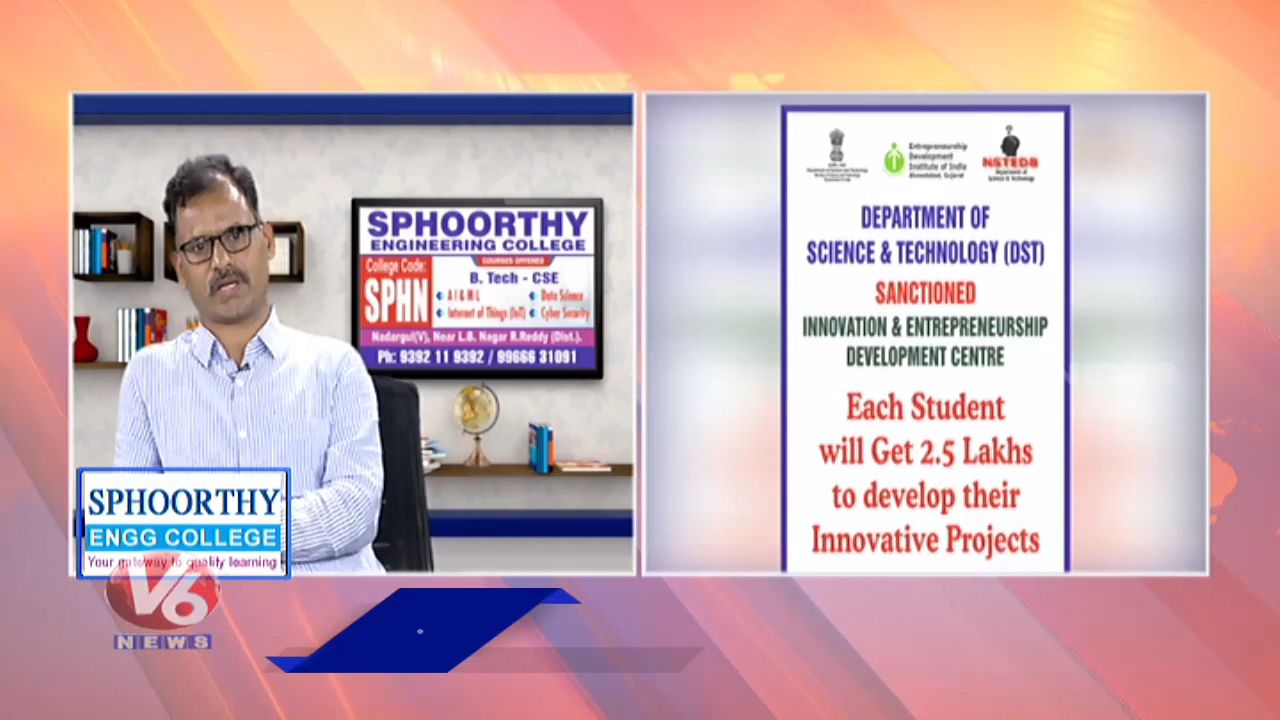 SPHOORTHY
ENGINEERING COLLEGE
COURSES OFFERED
College Code:
SPHN
B. Tech - CSE
AI & ML
Data Science
Internet of Things (IoT)
Cyber Security
Nadargul(V), Near L.B. Nagar R.Reddy (Dist.).
Ph: 9392 11 9392 / 99666 31091
SPHOORTHY
ENGG COLLEGE
Your gateway to quality learning
V6
NEWS
Entrepreneurship
Development
Institute of India
Ahmedabad, Gujarat
NSTEDB
Department of
Science & Technology
DEPARTMENT OF
SCIENCE & TECHNOLOGY (DST)
SANCTIONED
INNOVATION & ENTREPRENEURSHIP
DEVELOPMENT CENTRE
Each Student
will Get 2.5 Lakhs
to develop their
Innovative Projects